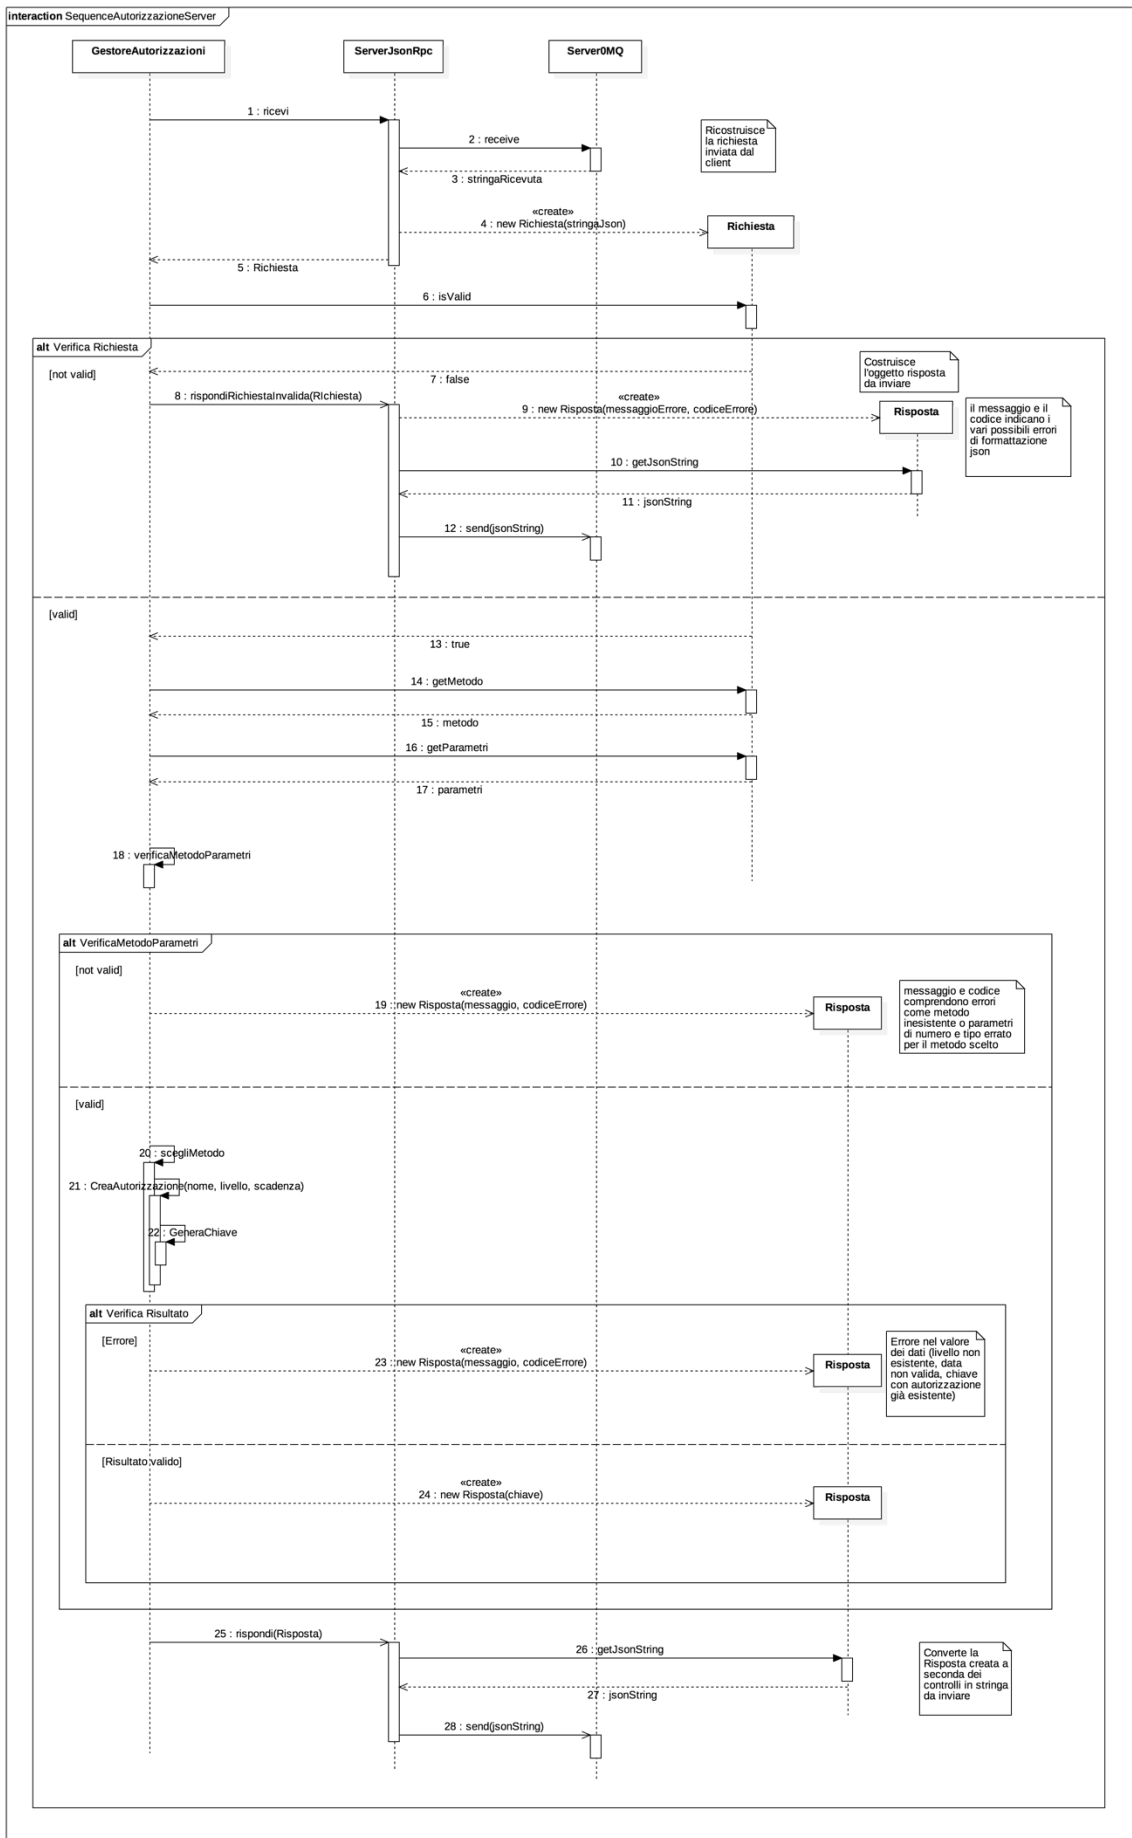 interaction SequenceAutorizzazioneServer
GestoreAutorizzazioni
ServerJsonRpc
Server0MQ
1 : ricevi
2 : receive
Ricostruisce
la richiesta
inviata dal
client
3 : stringaRicevuta
«create»
4 : new Richiesta(stringaJson)
Richiesta
5 : Richiesta
6 : isValid
alt Verifica Richiesta
[not valid]
7 : false
Costruisce
l'oggetto risposta
da inviare
8 : rispondiRichiestaInvalida(RIchiesta)
«create»
9 : new Risposta(messaggioErrore, codiceErrore)
Risposta
il messaggio e il
codice indicano i
vari possibili errori
di formattazione
json
10 : getJsonString
11 : jsonString
12 : send(jsonString)
[valid]
13 : true
14 : getMetodo
15 : metodo
16 : getParametri
17 : parametri
18 : verificaMetodoParametri
alt VerificaMetodoParametri
[not valid]
«create»
19 : new Risposta(messaggio, codiceErrore)
Risposta
messaggio e codice
comprendono errori
come metodo
inesistente o parametri
di numero e tipo errato
per il metodo scelto
[valid]
20 : scegliMetodo
21 : CreaAutorizzazione(nome, livello, scadenza)
22 : GeneraChiave
alt Verifica Risultato
[Errore]
«create»
23 : new Risposta(messaggio, codiceErrore)
Risposta
Errore nel valore
dei dati (livello non
esistente, data
non valida, chiave
con autorizzazione
già esistente)
[Risultato valido]
«create»
24 : new Risposta(chiave)
Risposta
25 : rispondi(Risposta)
26 : getJsonString
27 : jsonString
Converte la
Risposta creata a
seconda dei
controlli in stringa
da inviare
28 : send(jsonString)